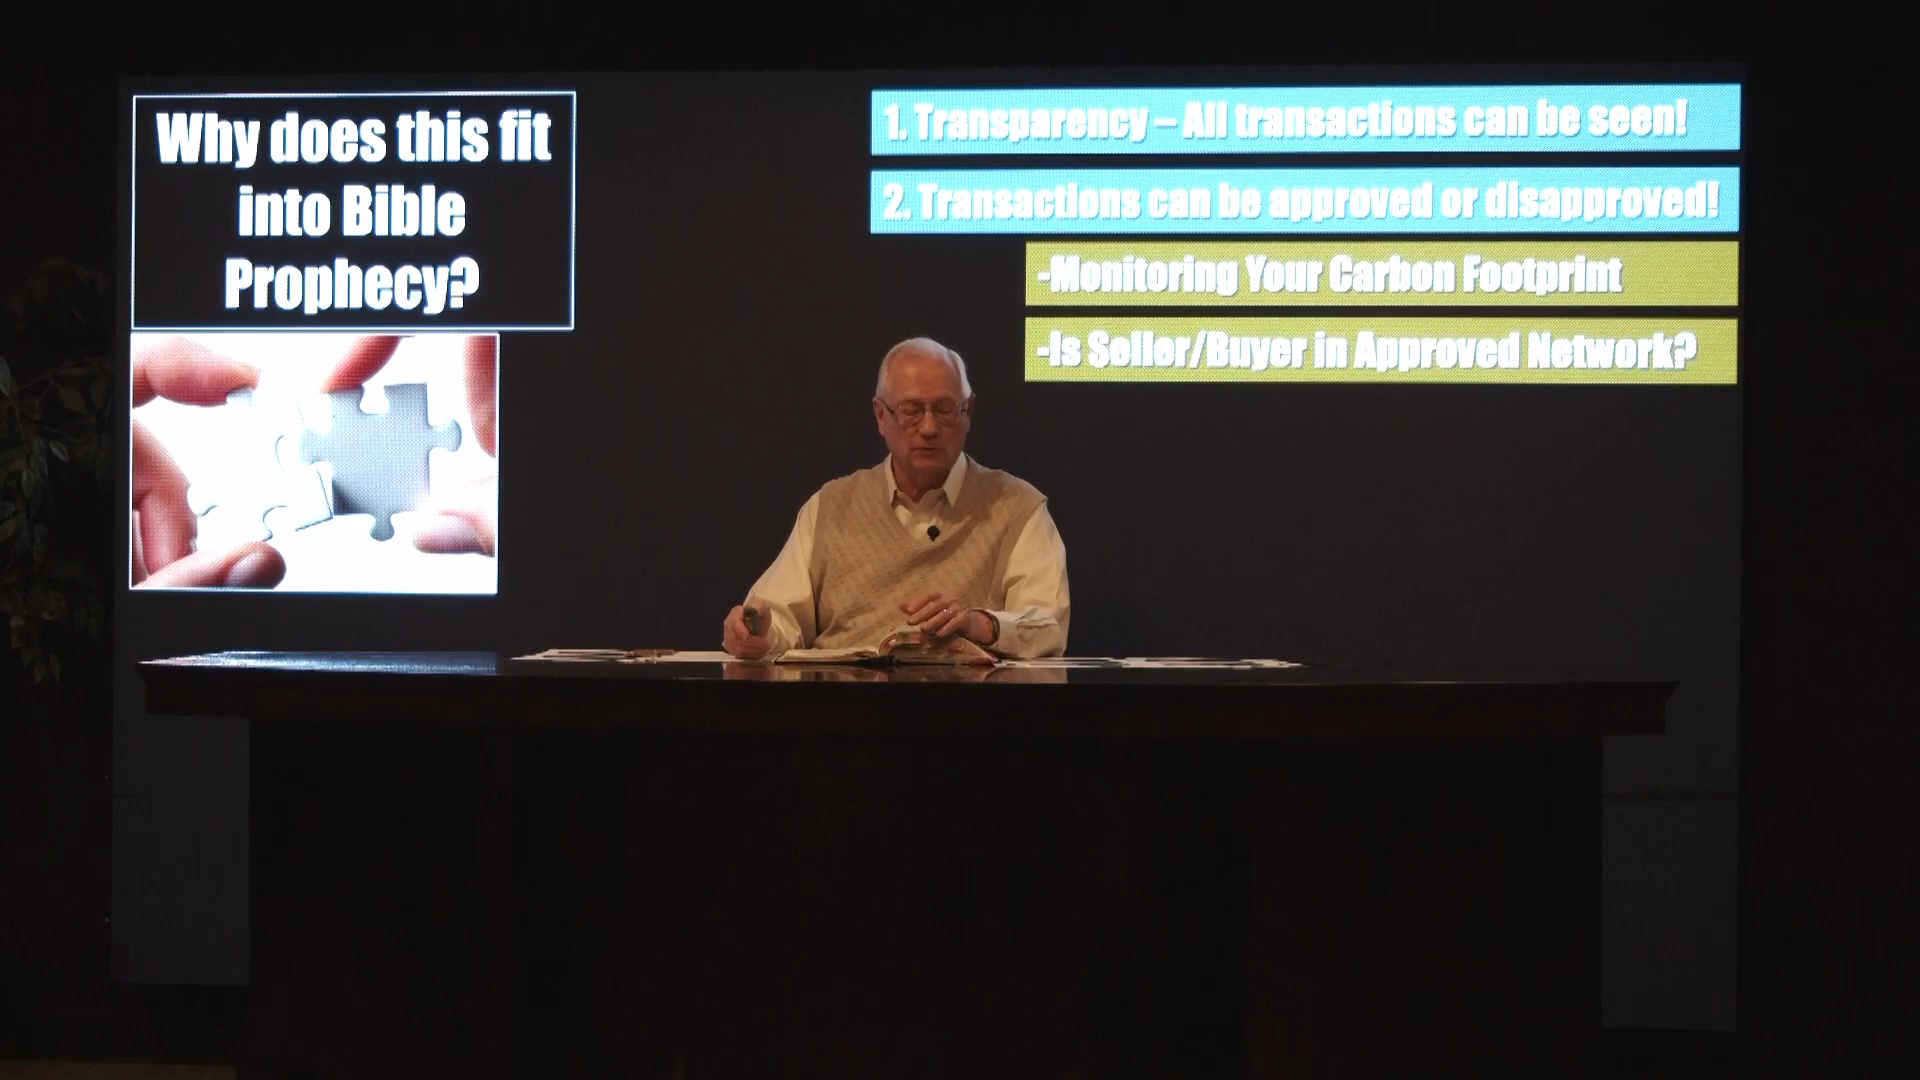 Why does this fit
into Bible
Prophecy?
1. Transparency – All transactions can be seen!
2. Transactions can be approved or disapproved!
-Monitoring Your Carbon Footprint
-Is Seller/Buyer in Approved Network?